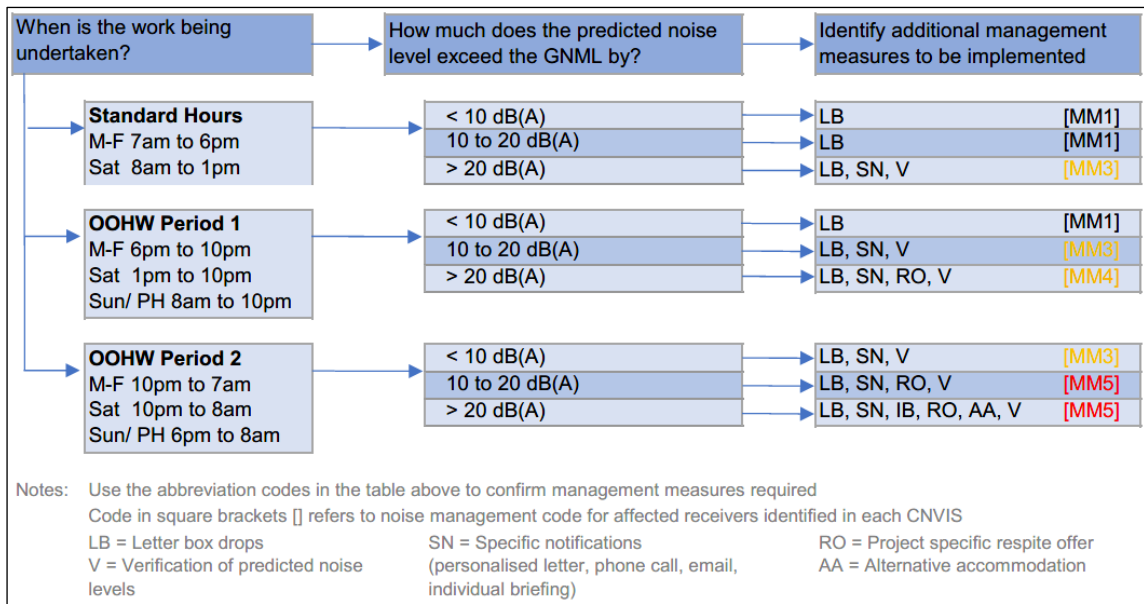 When is the work being
undertaken?
How much does the predicted noise
level exceed the GNML by?
Identify additional management
measures to be implemented
Standard Hours
M-F 7am to 6pm
Sat 8am to 1pm
< 10 dB(A)
10 to 20 dB(A)
> 20 dB(A)
LB [MM1]
LB [MM1]
LB, SN, V [MM3]
OOHW Period 1
M-F 6pm to 10pm
Sat 1pm to 10pm
Sun/ PH 8am to 10pm
< 10 dB(A)
10 to 20 dB(A)
> 20 dB(A)
LB [MM1]
LB, SN, V [MM3]
LB, SN, RO, V [MM4]
OOHW Period 2
M-F 10pm to 7am
Sat 10pm to 8am
Sun/ PH 6pm to 8am
< 10 dB(A)
10 to 20 dB(A)
> 20 dB(A)
LB, SN, V [MM3]
LB, SN, RO, V [MM5]
LB, SN, IB, RO, AA, V [MM5]
Notes: Use the abbreviation codes in the table above to confirm management measures required
Code in square brackets [] refers to noise management code for affected receivers identified in each CNVIS
LB = Letter box drops
V = Verification of predicted noise
levels
SN = Specific notifications
(personalised letter, phone call, email,
individual briefing)
RO = Project specific respite offer
AA = Alternative accommodation